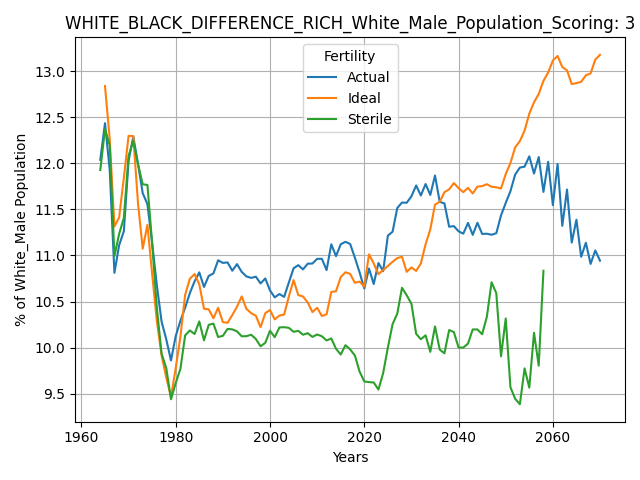 WHITE_BLACK_DIFFERENCE_RICH_White_Male_Population_Scoring: 3
Fertility
Actual
Ideal
Sterile
% of White_Male Population
13.0
12.5
12.0
11.5
11.0
10.5
10.0
9.5
1960 1980 2000 2020 2040 2060
Years